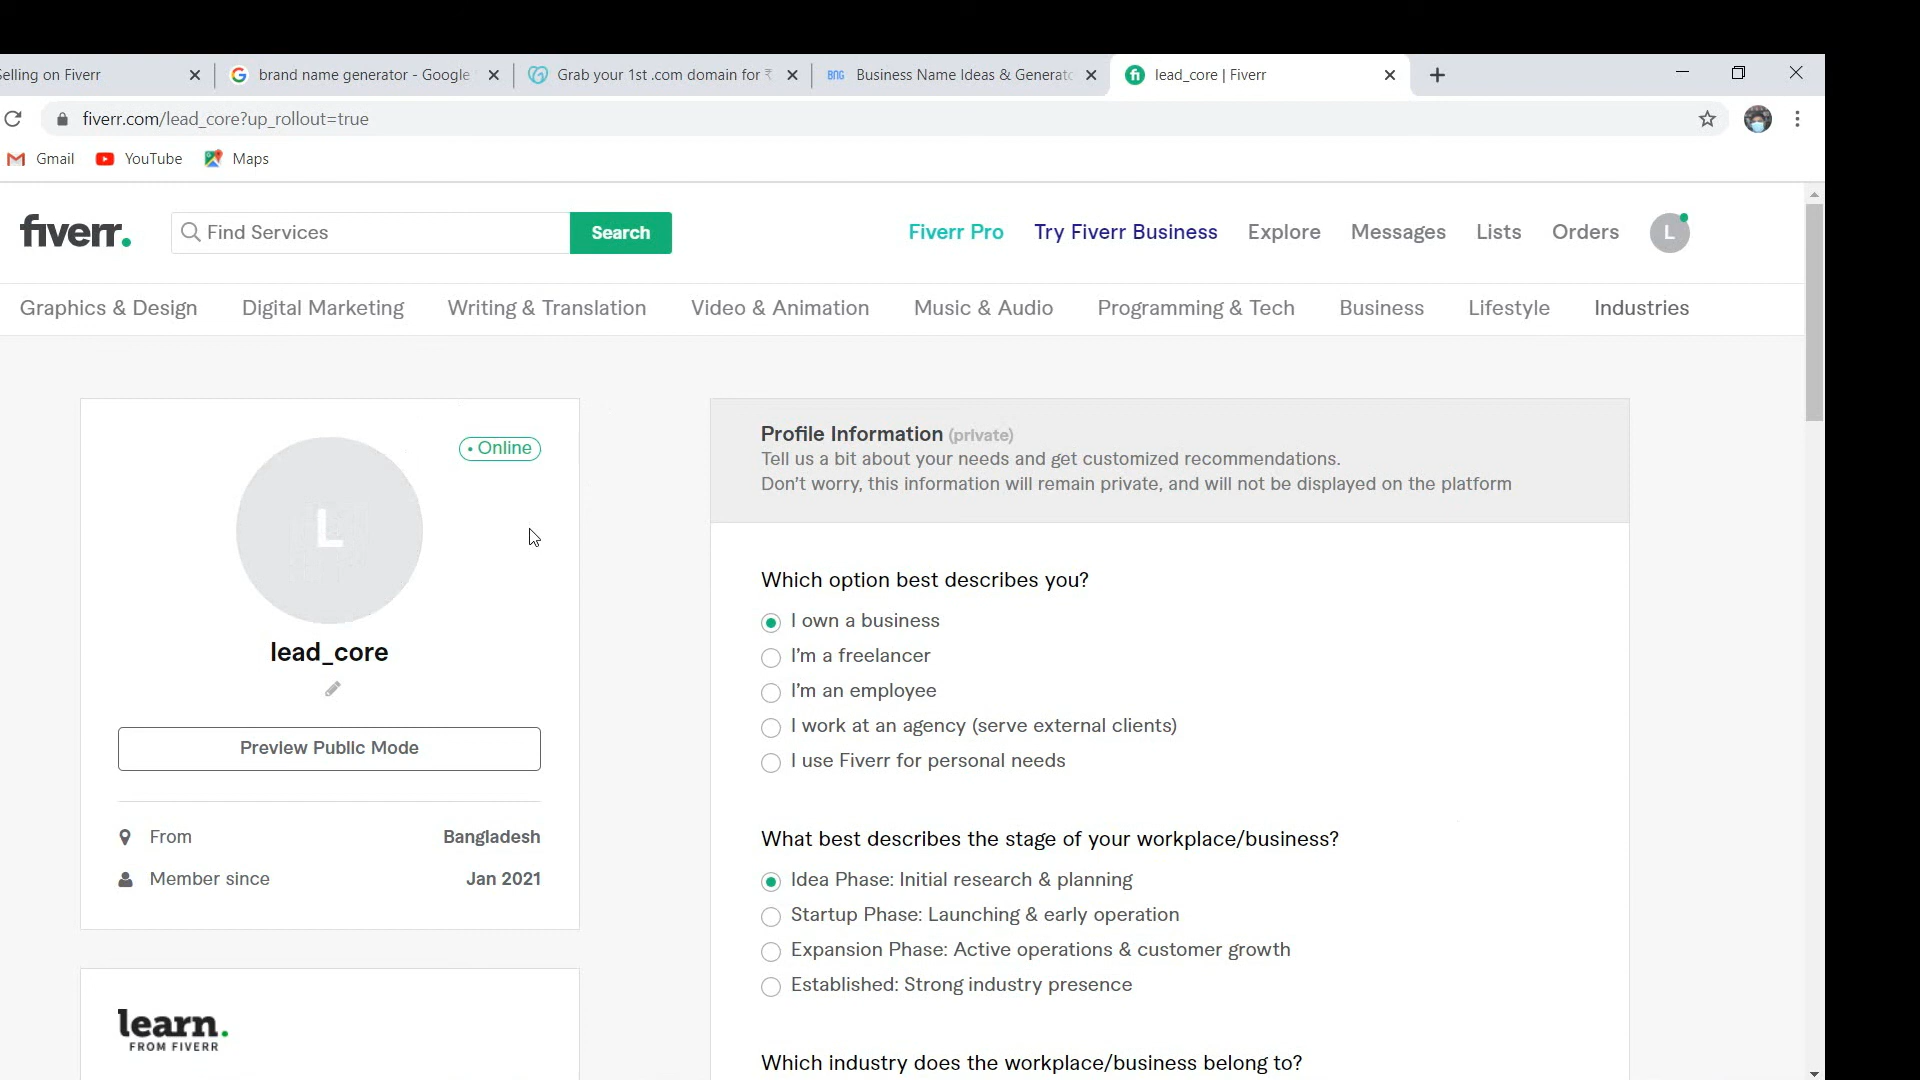 elling on Fiverr
brand name generator - Google
Grab your 1st .com domain for ₹
BNG Business Name Ideas & Generat
fi lead_core | Fiverr
fiverr.com/lead_core?up_rollout=true
Gmail YouTube Maps
fiverr.
Find Services
Search
Fiverr Pro Try Fiverr Business Explore Messages Lists Orders L
Graphics & Design Digital Marketing Writing & Translation Video & Animation Music & Audio Programming & Tech Business Lifestyle Industries
• Online
L
lead_core
Preview Public Mode
From Bangladesh
Member since Jan 2021
learn.
FROM FIVERR
Profile Information (private)
Tell us a bit about your needs and get customized recommendations.
Don't worry, this information will remain private, and will not be displayed on the platform
Which option best describes you?
I own a business
I'm a freelancer
I'm an employee
I work at an agency (serve external clients)
I use Fiverr for personal needs
What best describes the stage of your workplace/business?
Idea Phase: Initial research & planning
Startup Phase: Launching & early operation
Expansion Phase: Active operations & customer growth
Established: Strong industry presence
Which industry does the workplace/business belong to?